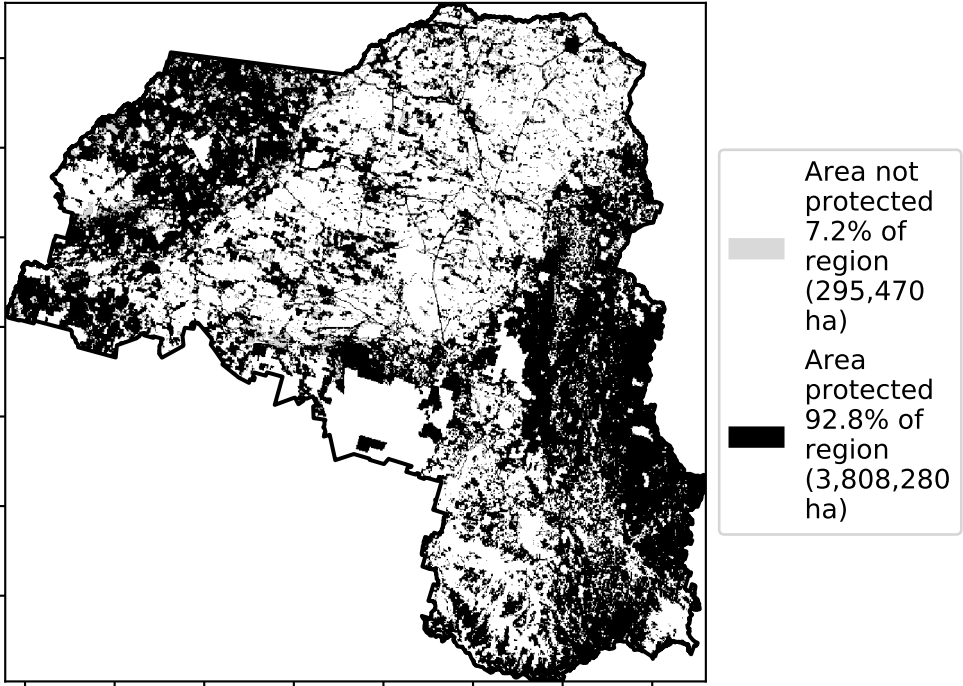 Area not
protected
7.2% of
region
(295,470
ha)
Area
protected
92.8% of
region
(3,808,280
ha)